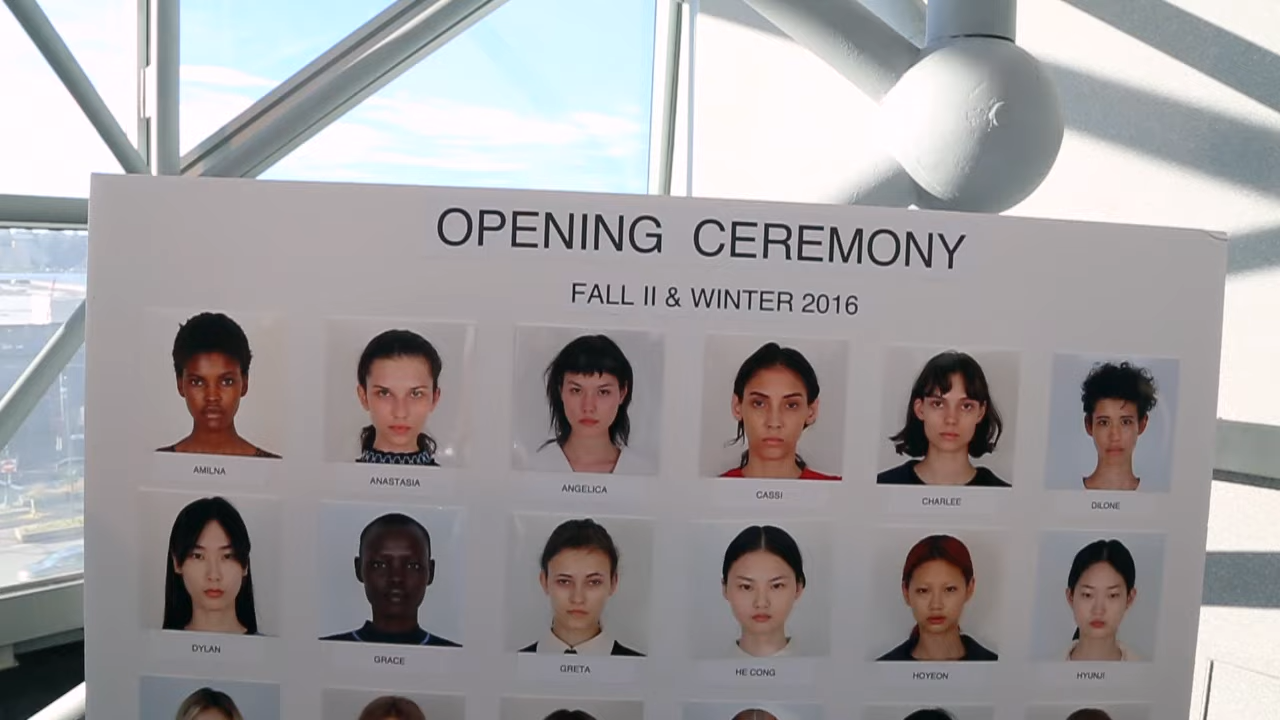 OPENING CEREMONY
FALL II & WINTER 2016
AMILNA
ANASTASIA
ANGELICA
CASSI
CHARLEE
DILONE
DYLAN
GRACE
GRETA
HE CONG
HOYEON
HYUNJI